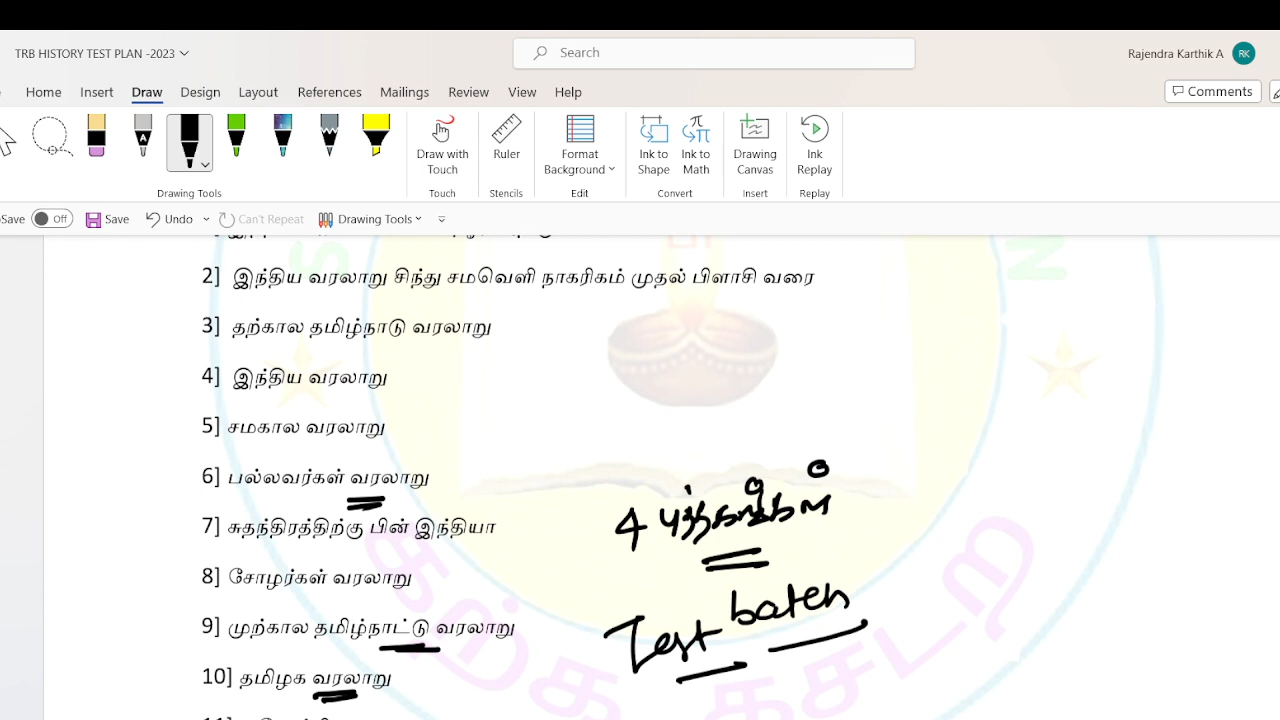 TRB HISTORY TEST PLAN -2023
Search
Rajendra Karthik A RK
Home Insert Draw Design Layout References Mailings Review View Help
Comments
A
Draw with Touch
Ruler
Format Background
Ink to Shape
Ink to Math
Drawing Canvas
Ink Replay
Drawing Tools Touch Stencils Edit Convert Insert Replay
Save Off Save Undo Can't Repeat Drawing Tools
2] இந்திய வரலாறு சிந்து சமவெளி நாகரிகம் முதல் பிளாசி வரை
3] தற்கால தமிழ்நாடு வரலாறு
4] இந்திய வரலாறு
5] சமகால வரலாறு
6] பல்லவர்கள் வரலாறு
7] சுதந்திரத்திற்கு பின் இந்தியா
8] சோழர்கள் வரலாறு
9] முற்கால தமிழ்நாட்டு வரலாறு
10] தமிழக வரலாறு
4 புத்தகங்கள்
Test batch
கற்க கசடற